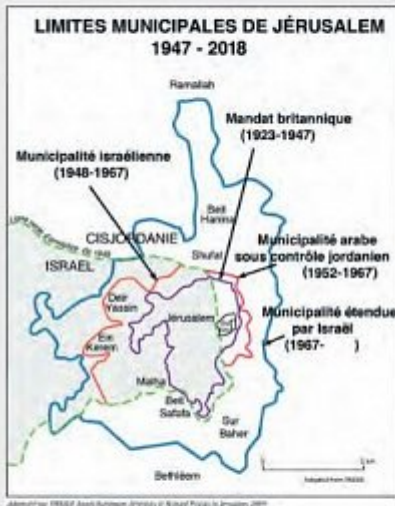 LIMITES MUNICIPALES DE JÉRUSALEM
1947 - 2018
Ramallah
Mandat britannique
(1923-1947)
Municipalité israélienne
(1948-1967)
Beit
Hanina
CISJORDANIE
Shufat
ISRAEL
Municipalité arabe
sous contrôle jordanien
(1952-1967)
Deir
Yassin
Jérusalem
Municipalité étendue
par Israël
(1967- )
Ein
Kerem
Malha
Beit
Safafa
Sur
Baher
Bethléem